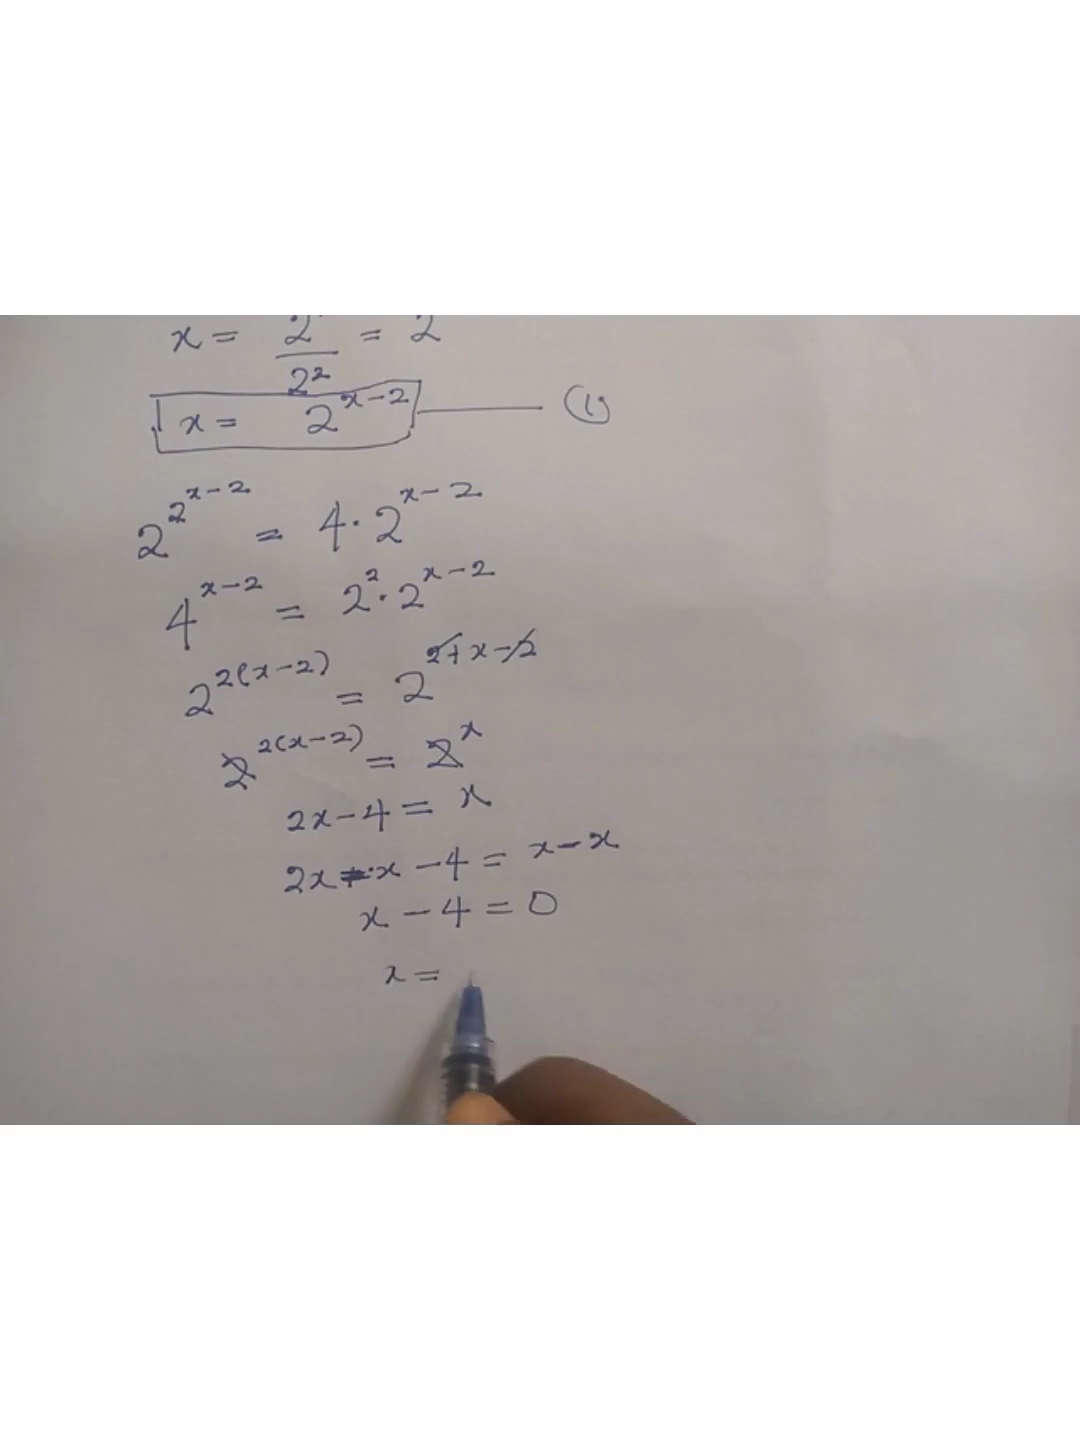 x = 2 / 2² = 2
x = 2^(x-2) (1)
2^(2^(x-2)) = 4 · 2^(x-2)
4^(x-2) = 2² · 2^(x-2)
2^(2(x-2)) = 2^(2+x-2)
2^(2(x-2)) = 2^x
2x - 4 = x
2x - x - 4 = x - x
x - 4 = 0
x =